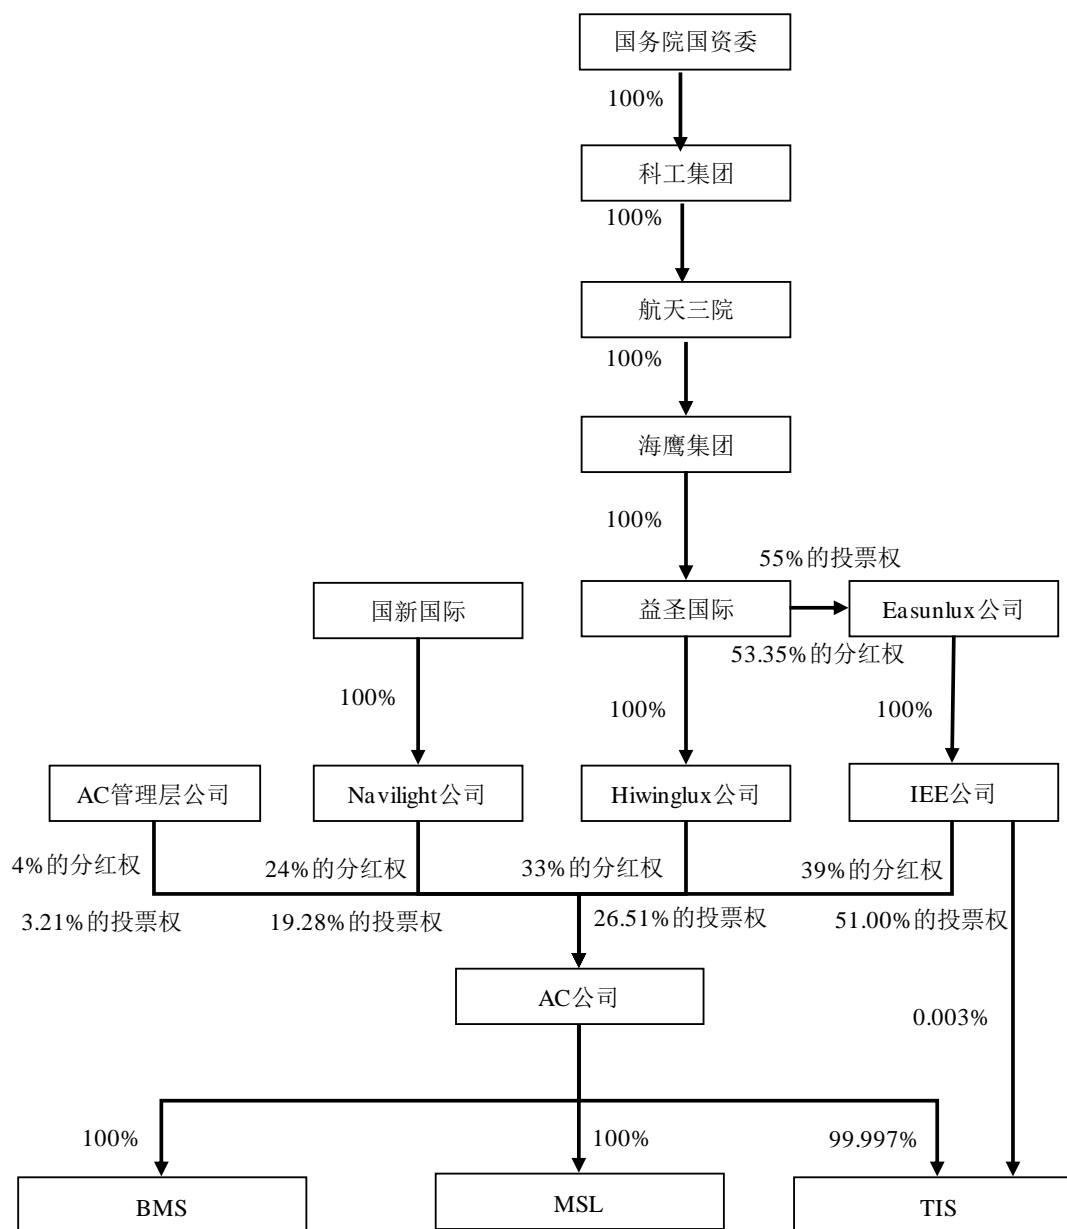 国务院国资委
100%
科工集团
100%
航天三院
100%
海鹰集团
100%
55%的投票权
国新国际
益圣国际
Easunlux公司
53.35%的分红权
100%
100%
100%
AC管理层公司
Navilight公司
Hiwinglux公司
IEE公司
4%的分红权
24%的分红权
33%的分红权
39%的分红权
3.21%的投票权
19.28%的投票权
26.51%的投票权
51.00%的投票权
AC公司
0.003%
100%
100%
99.997%
BMS
MSL
TIS